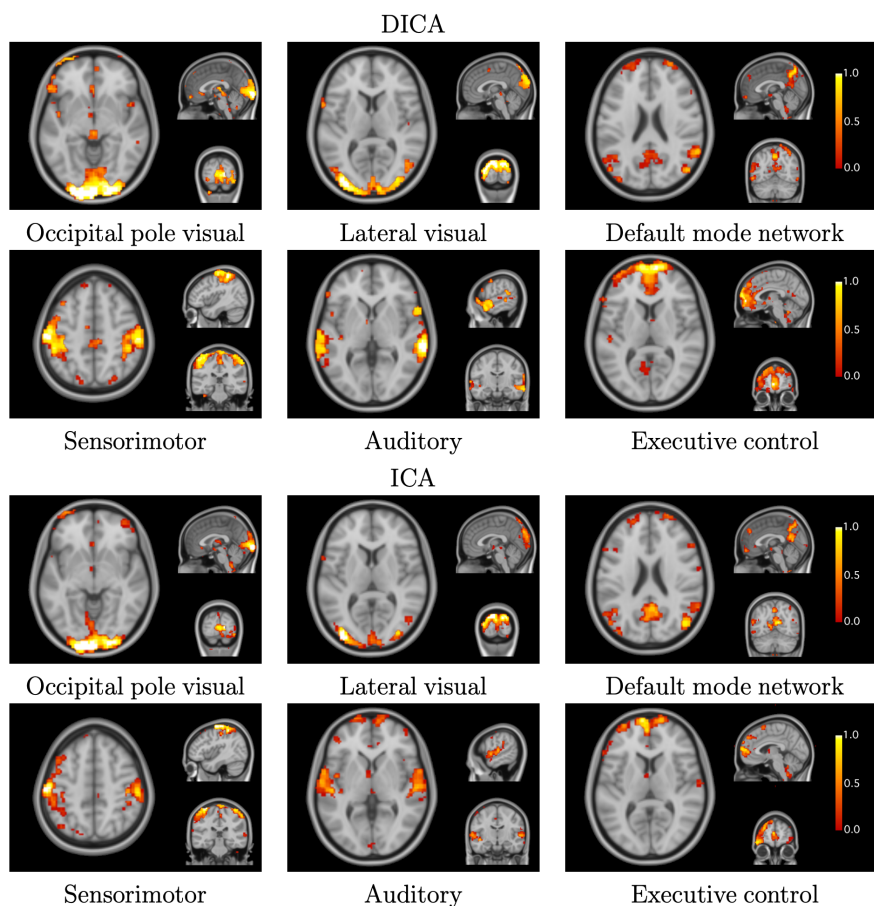 DICA
1.0
0.5
0.0
Occipital pole visual Lateral visual Default mode network
1.0
0.5
0.0
Sensorimotor Auditory Executive control
ICA
1.0
0.5
0.0
Occipital pole visual Lateral visual Default mode network
1.0
0.5
0.0
Sensorimotor Auditory Executive control